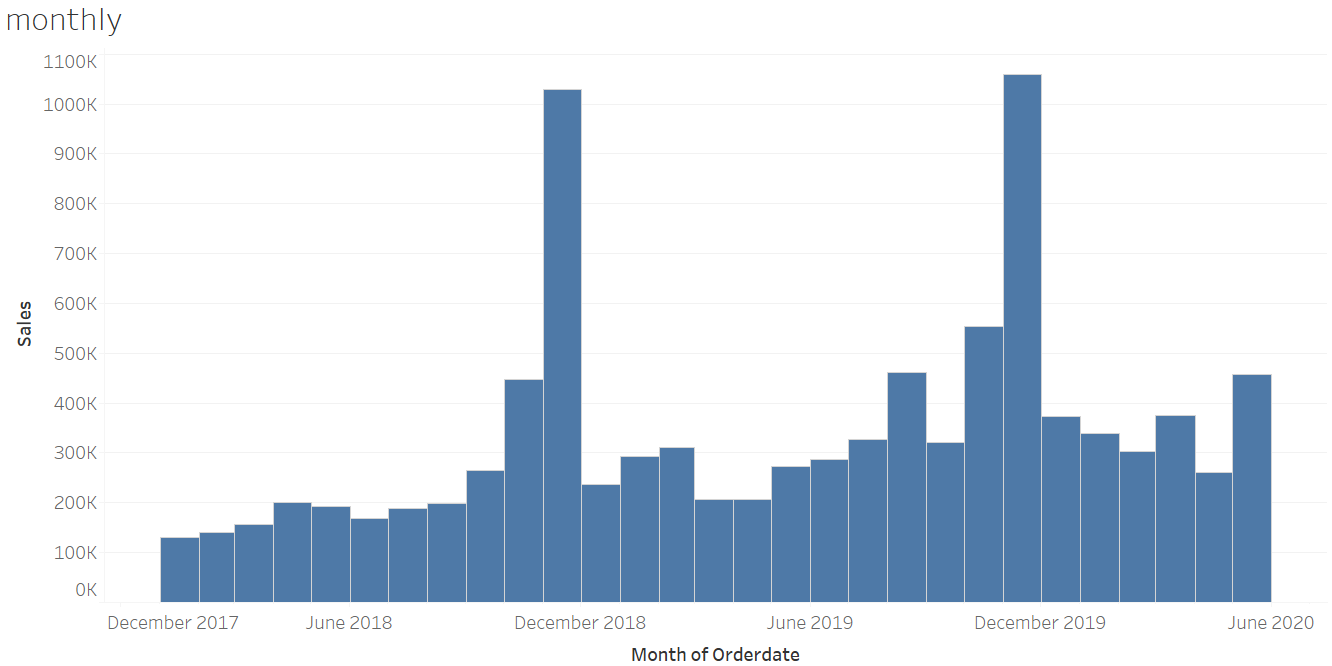 monthly
1100K
1000K
900K
800K
700K
600K
500K
400K
300K
200K
100K
0K
Sales
December 2017 June 2018 December 2018 June 2019 December 2019 June 2020
Month of Orderdate